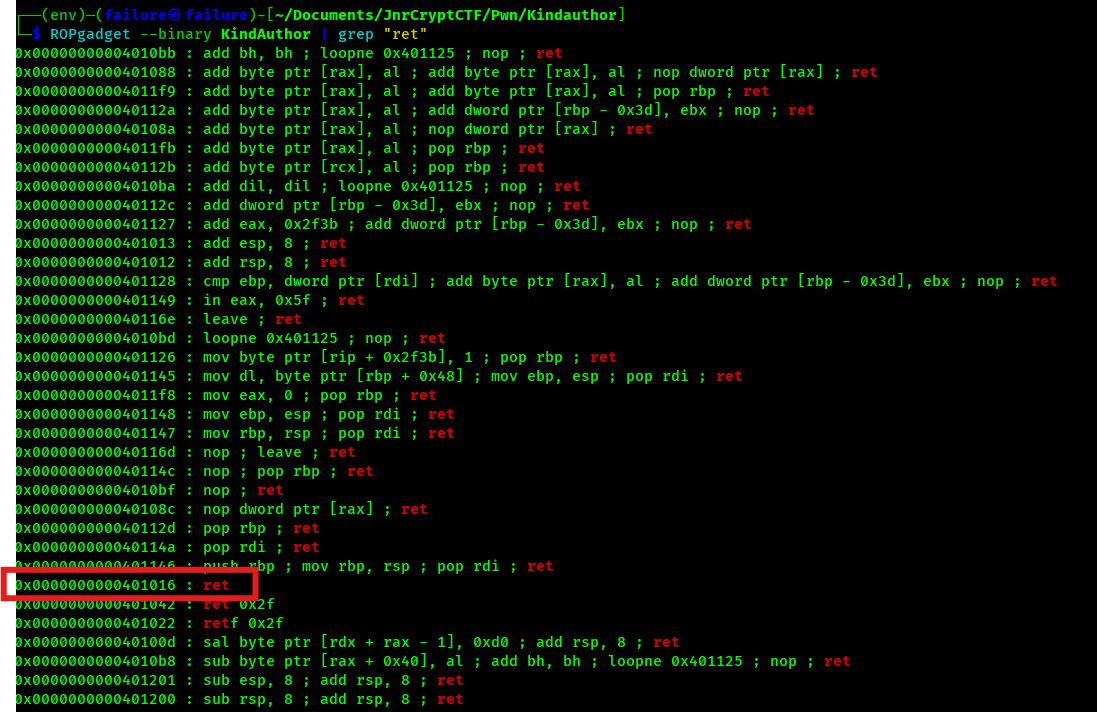 ┌──(env)─(failure㉿failure)-[~/Documents/JnrCryptCTF/Pwn/Kindauthor]
└─$ ROPgadget --binary KindAuthor | grep "ret"
0x00000000004010bb : add bh, bh ; loopne 0x401125 ; nop ; ret
0x0000000000401088 : add byte ptr [rax], al ; add byte ptr [rax], al ; nop dword ptr [rax] ; ret
0x00000000004011f9 : add byte ptr [rax], al ; add byte ptr [rax], al ; pop rbp ; ret
0x000000000040112a : add byte ptr [rax], al ; add dword ptr [rbp - 0x3d], ebx ; nop ; ret
0x000000000040108a : add byte ptr [rax], al ; nop dword ptr [rax] ; ret
0x00000000004011fb : add byte ptr [rax], al ; pop rbp ; ret
0x000000000040112b : add byte ptr [rcx], al ; pop rbp ; ret
0x00000000004010ba : add dil, dil ; loopne 0x401125 ; nop ; ret
0x000000000040112c : add dword ptr [rbp - 0x3d], ebx ; nop ; ret
0x0000000000401127 : add eax, 0x2f3b ; add dword ptr [rbp - 0x3d], ebx ; nop ; ret
0x0000000000401013 : add esp, 8 ; ret
0x0000000000401012 : add rsp, 8 ; ret
0x0000000000401128 : cmp ebp, dword ptr [rdi] ; add byte ptr [rax], al ; add dword ptr [rbp - 0x3d], ebx ; nop ; ret
0x0000000000401149 : in eax, 0x5f ; ret
0x000000000040116e : leave ; ret
0x00000000004010bd : loopne 0x401125 ; nop ; ret
0x0000000000401126 : mov byte ptr [rip + 0x2f3b], 1 ; pop rbp ; ret
0x0000000000401145 : mov dl, byte ptr [rbp + 0x48] ; mov ebp, esp ; pop rdi ; ret
0x00000000004011f8 : mov eax, 0 ; pop rbp ; ret
0x0000000000401148 : mov ebp, esp ; pop rdi ; ret
0x0000000000401147 : mov rbp, rsp ; pop rdi ; ret
0x000000000040116d : nop ; leave ; ret
0x000000000040114c : nop ; pop rbp ; ret
0x00000000004010bf : nop ; ret
0x000000000040108c : nop dword ptr [rax] ; ret
0x000000000040112d : pop rbp ; ret
0x000000000040114a : pop rdi ; ret
0x0000000000401146 : push rbp ; mov rbp, rsp ; pop rdi ; ret
0x0000000000401016 : ret
0x0000000000401042 : ret 0x2f
0x0000000000401022 : retf 0x2f
0x000000000040100d : sal byte ptr [rdx + rax - 1], 0xd0 ; add rsp, 8 ; ret
0x00000000004010b8 : sub byte ptr [rax + 0x40], al ; add bh, bh ; loopne 0x401125 ; nop ; ret
0x0000000000401201 : sub esp, 8 ; add rsp, 8 ; ret
0x0000000000401200 : sub rsp, 8 ; add rsp, 8 ; ret